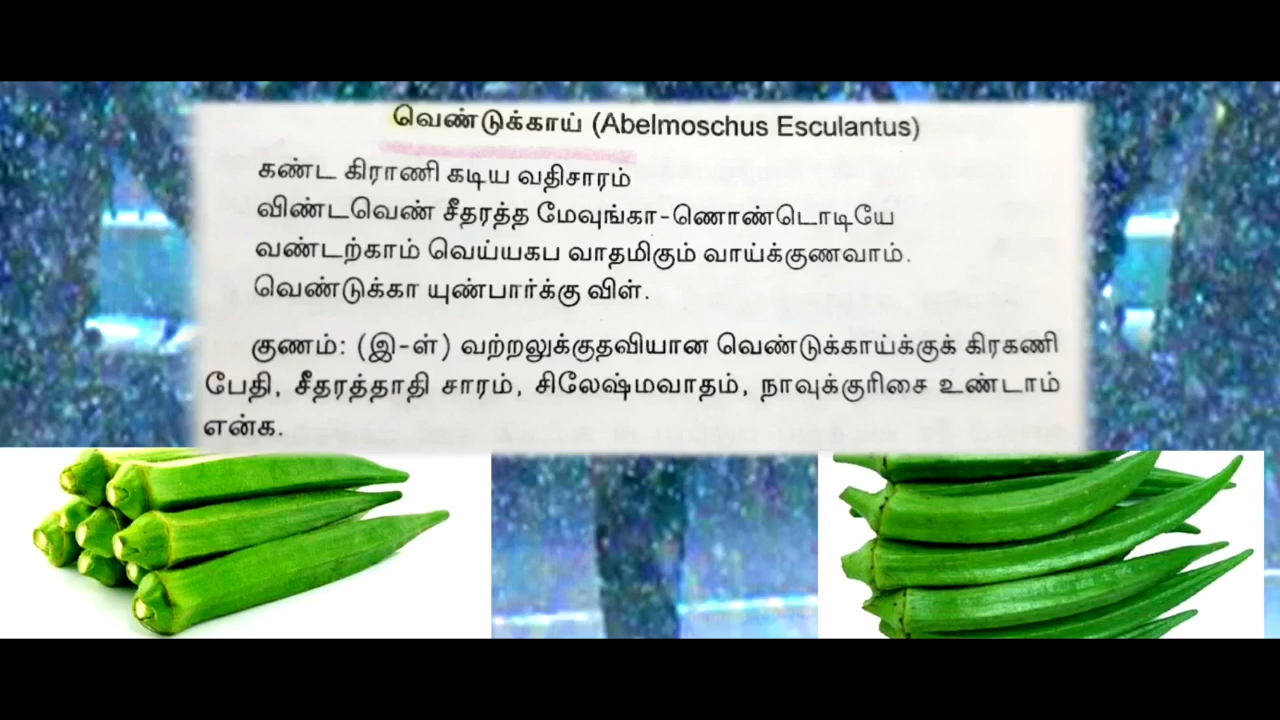 வெண்டுக்காய் (Abelmoschus Esculantus)
கண்ட கிராணி கடிய வதிசாரம்
விண்டவெண் சீதரத்த மேவுங்கா-ணொண்டொடியே
வண்டற்காம் வெய்யகப வாதமிகும் வாய்க்குணவாம்.
வெண்டுக்கா யுண்பார்க்கு விள்.
குணம்: (இ-ள்) வற்றலுக்குதவியான வெண்டுக்காய்க்குக் கிரகணி
பேதி, சீதரத்தாதி சாரம், சிலேஷ்மவாதம், நாவுக்குரிசை உண்டாம்
என்க.